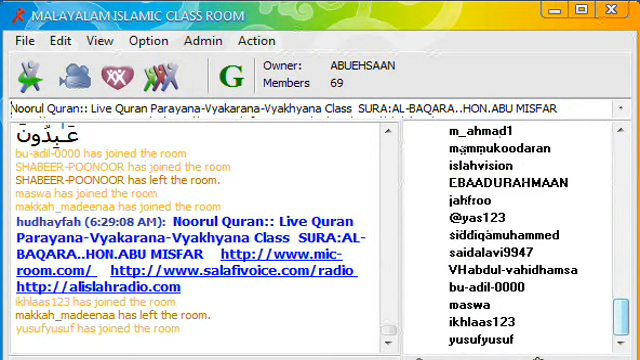 MALAYALAM ISLAMIC CLASS ROOM
File Edit View Option Admin Action
Owner: ABUEHSAAN
Members 69
G
Noorul Quran:: Live Quran Parayana-Vyakarana-Vyakhyana Class SURA:AL-BAQARA..HON.ABU MISFAR
عَـٰبِدُونَ
bu-adil-0000 has joined the room
SHABEER-POONOOR has joined the room
SHABEER-POONOOR has left the room.
maswa has joined the room
makkah_madeenaa has joined the room
hudhayfah (6:29:08 AM): Noorul Quran:: Live Quran
Parayana-Vyakarana-Vyakhyana Class SURA:AL-
BAQARA..HON.ABU MISFAR http://www.mic-
room.com/ http://www.salafivoice.com/radio
http://alislahradio.com
ikhlaas123 has joined the room
makkah_madeenaa has left the room.
yusufyusuf has joined the room
m_ahmad1
mammukoodaran
islahvision
EBAADURAHMAAN
jahfroo
@yas123
siddiqamuhammed
saidalavi9947
VHabdul-vahidhamsa
bu-adil-0000
maswa
ikhlaas123
yusufyusuf